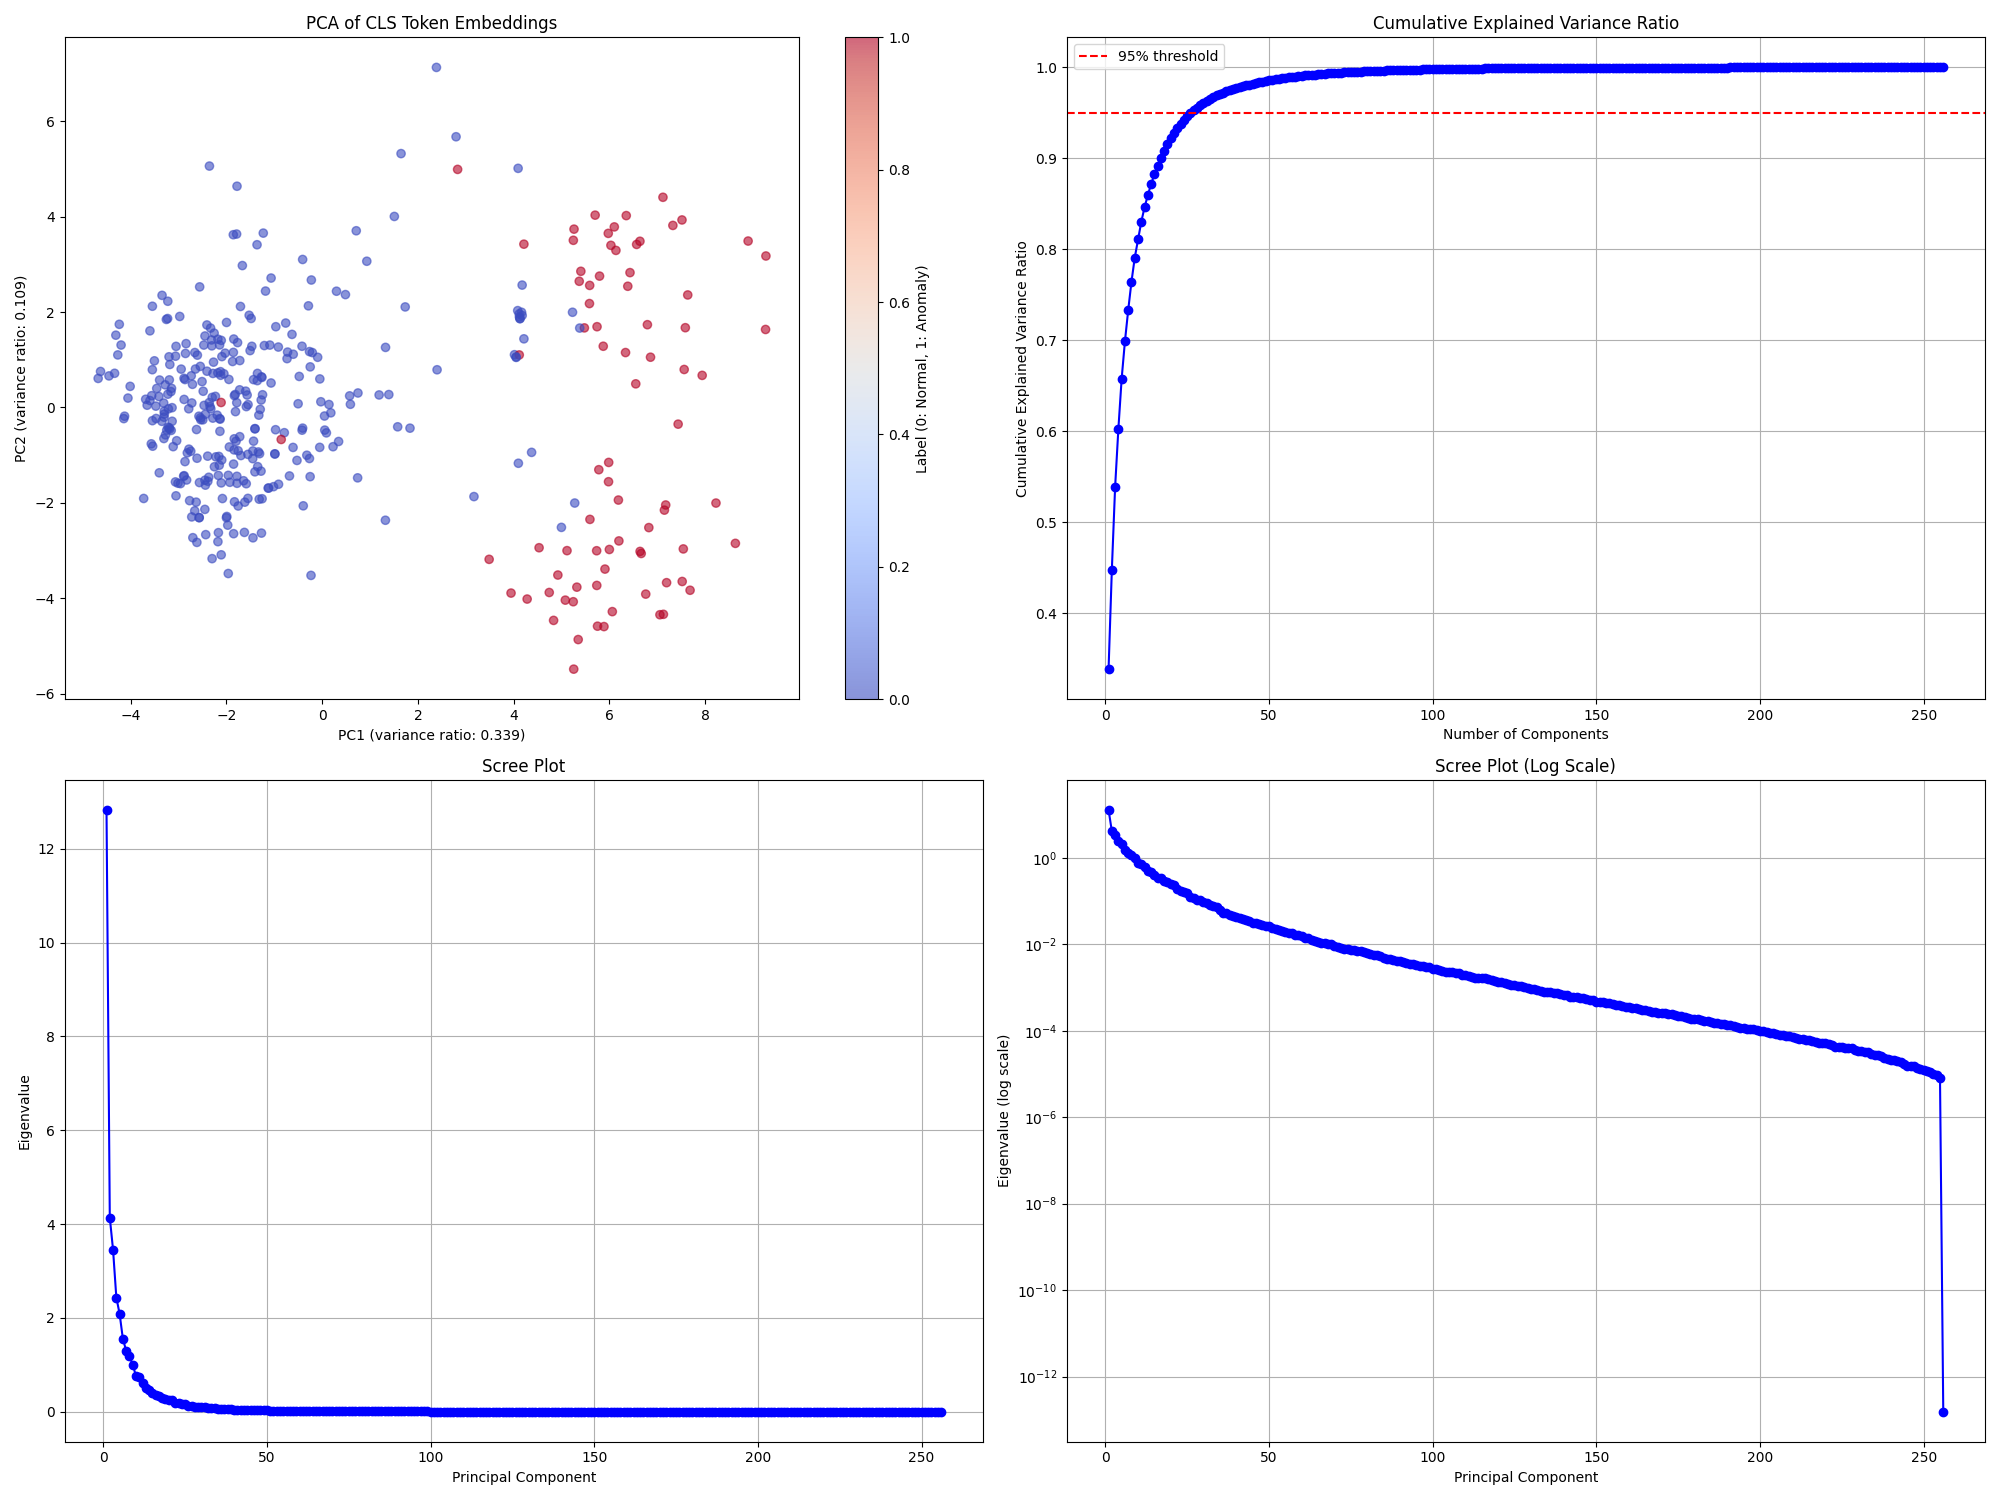 PCA of CLS Token Embeddings
PC2 (variance ratio: 0.109)
6
4
2
0
−2
−4
−6
−4 −2 0 2 4 6 8
PC1 (variance ratio: 0.339)
1.0
0.8
0.6
0.4
0.2
0.0
Label (0: Normal, 1: Anomaly)
Cumulative Explained Variance Ratio
95% threshold
Cumulative Explained Variance Ratio
1.0
0.9
0.8
0.7
0.6
0.5
0.4
0 50 100 150 200 250
Number of Components
Scree Plot
Eigenvalue
12
10
8
6
4
2
0
0 50 100 150 200 250
Principal Component
Scree Plot (Log Scale)
Eigenvalue (log scale)
10⁰
10⁻²
10⁻⁴
10⁻⁶
10⁻⁸
10⁻¹⁰
10⁻¹²
0 50 100 150 200 250
Principal Component